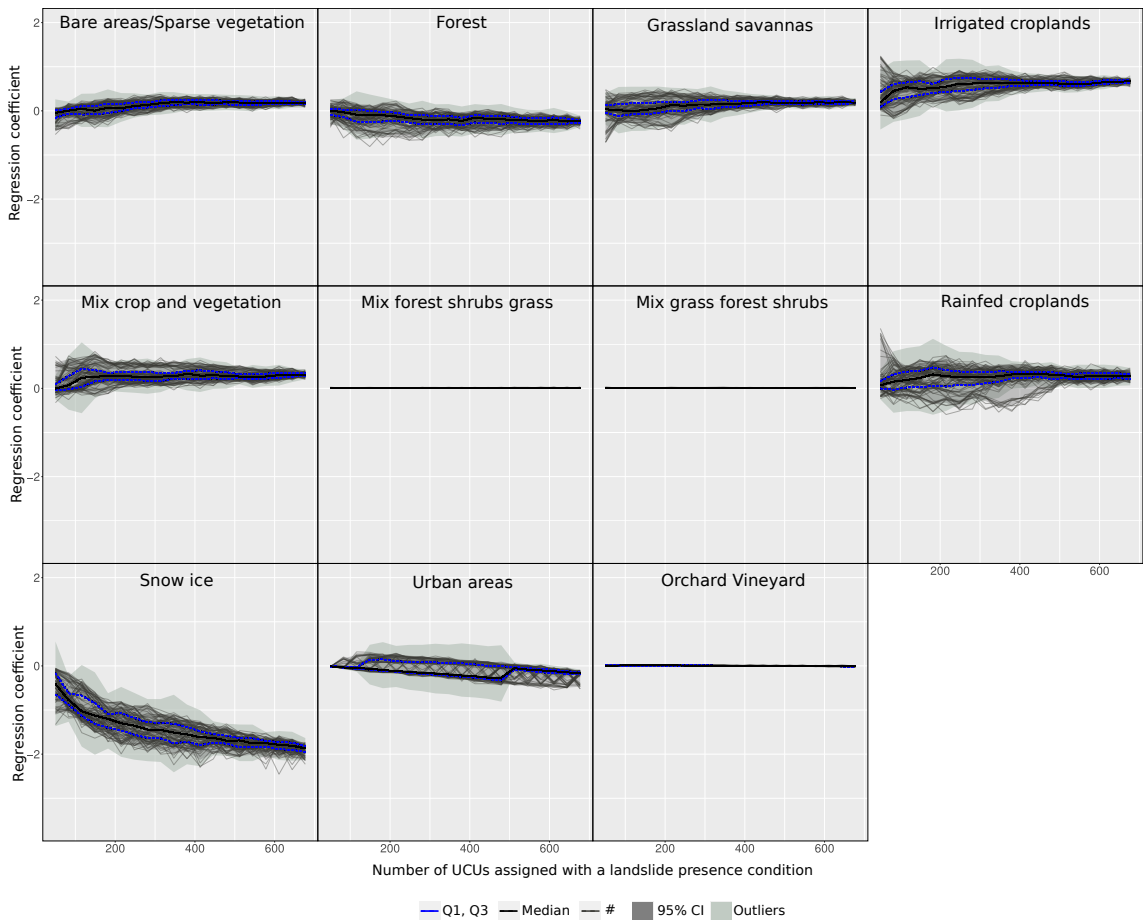 Bare areas/Sparse vegetation
Forest
Grassland savannas
Irrigated croplands
Regression coefficient
2
0
−2
Mix crop and vegetation
Mix forest shrubs grass
Mix grass forest shrubs
Rainfed croplands
Regression coefficient
2
0
−2
200 400 600
Snow ice
Urban areas
Orchard Vineyard
Regression coefficient
2
0
−2
200 400 600 200 400 600 200 400 600
Number of UCUs assigned with a landslide presence condition
Q1, Q3 Median # 95% CI Outliers